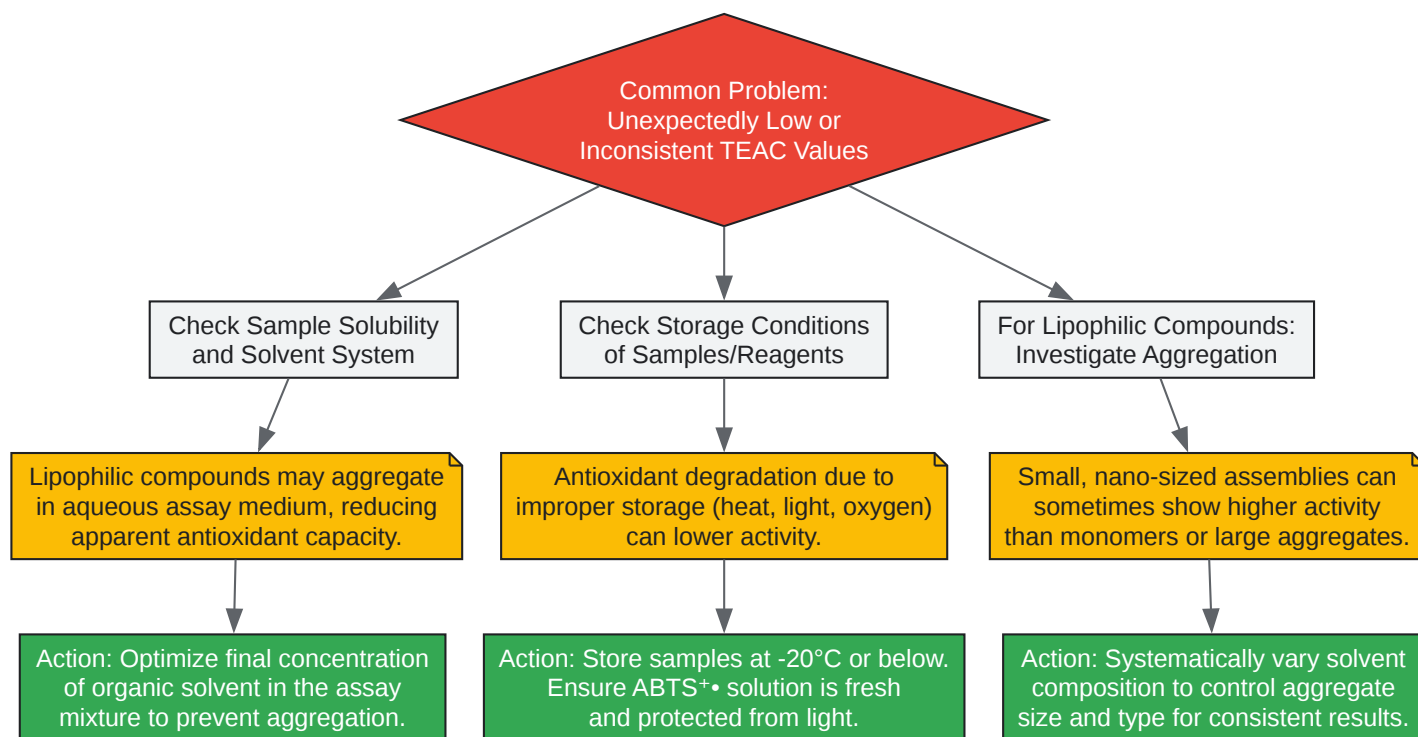 Common Problem:
Unexpectedly Low or
Inconsistent TEAC Values
Check Sample Solubility
and Solvent System
Check Storage Conditions
of Samples/Reagents
For Lipophilic Compounds:
Investigate Aggregation
Lipophilic compounds may aggregate
in aqueous assay medium, reducing
apparent antioxidant capacity.
Antioxidant degradation due to
improper storage (heat, light, oxygen)
can lower activity.
Small, nano-sized assemblies can
sometimes show higher activity
than monomers or large aggregates.
Action: Optimize final concentration
of organic solvent in the assay
mixture to prevent aggregation.
Action: Store samples at -20°C or below.
Ensure ABTS⁺• solution is fresh
and protected from light.
Action: Systematically vary solvent
composition to control aggregate
size and type for consistent results.